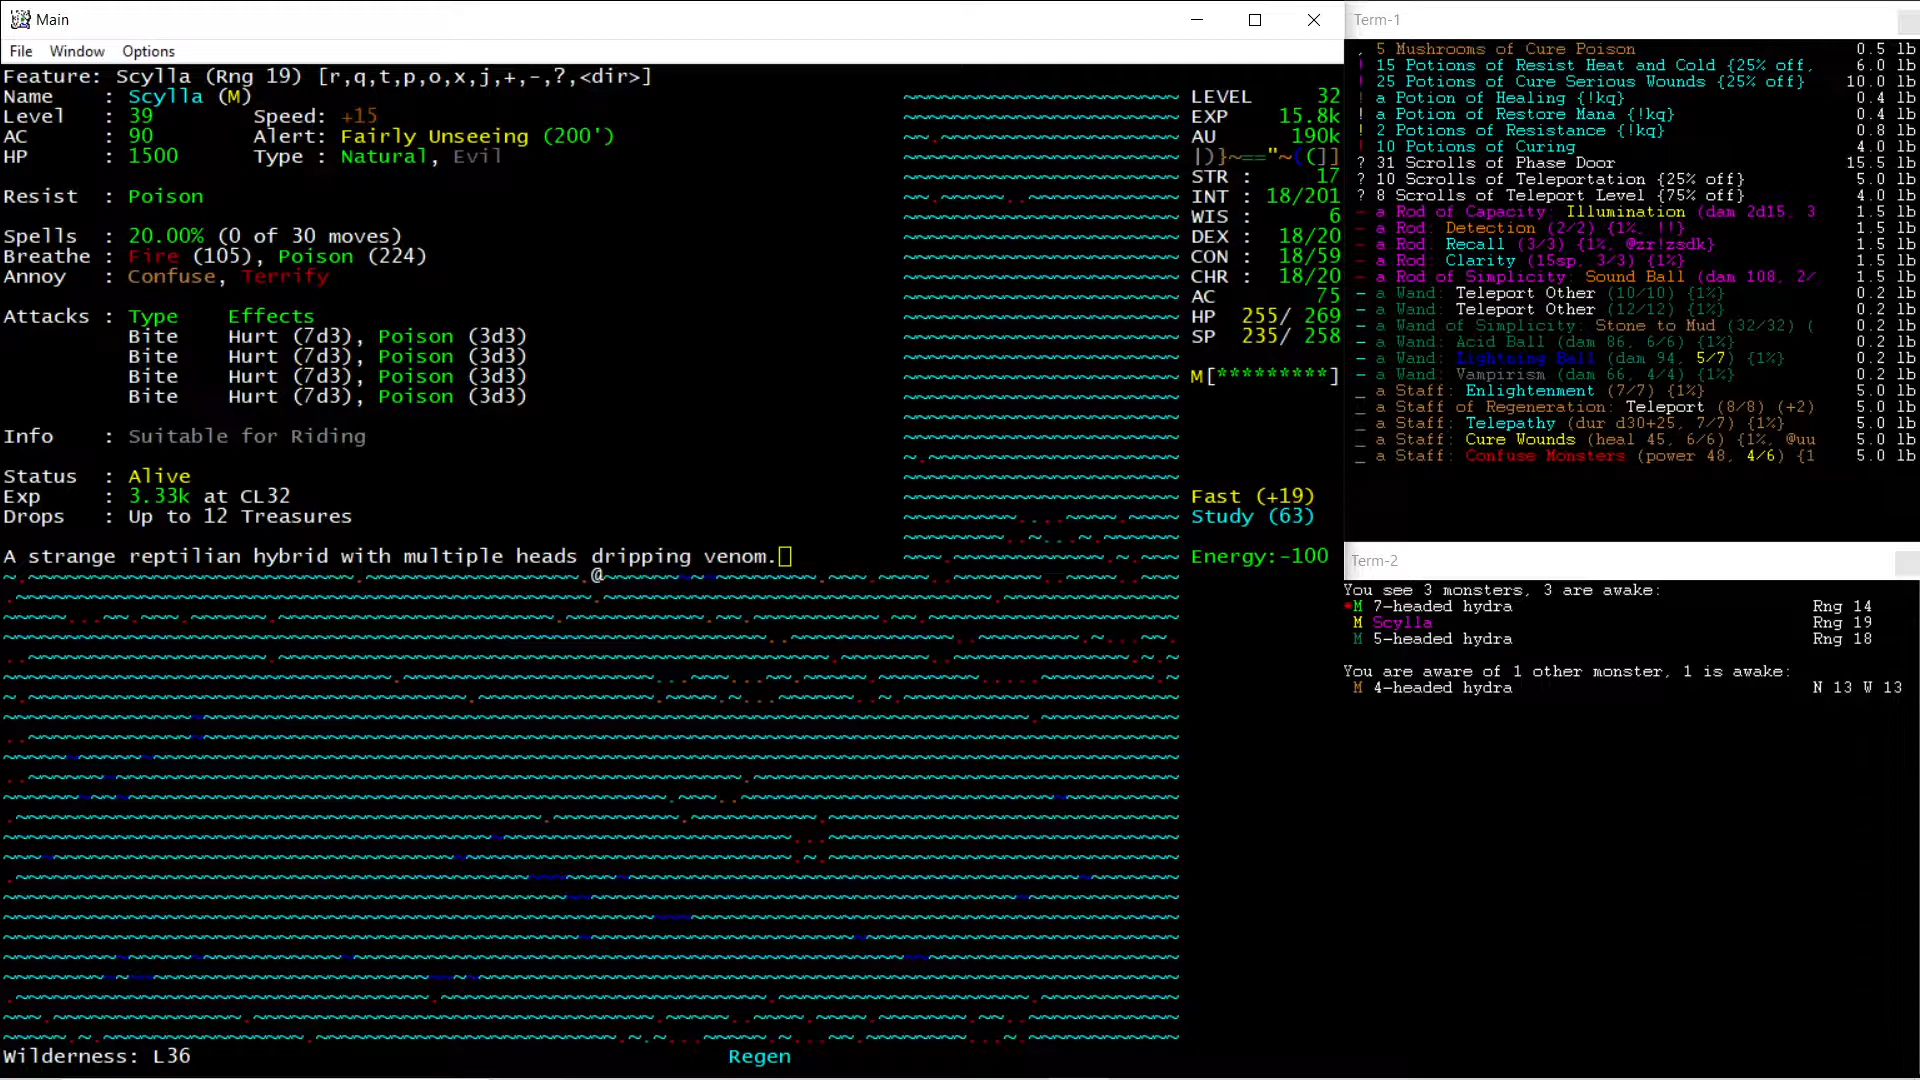 Main
File Window Options
Feature: Scylla (Rng 19) [r,q,t,p,o,x,j,+,-,?,<dir>]
Name : Scylla (M)
Level : 39 Speed: +15
AC : 90 Alert: Fairly Unseeing (200')
HP : 1500 Type : Natural, Evil
Resist : Poison
Spells : 20.00% (0 of 30 moves)
Breathe : Fire (105), Poison (224)
Annoy : Confuse, Terrify
Attacks : Type Effects
Bite Hurt (7d3), Poison (3d3)
Bite Hurt (7d3), Poison (3d3)
Bite Hurt (7d3), Poison (3d3)
Bite Hurt (7d3), Poison (3d3)
Info : Suitable for Riding
Status : Alive
Exp : 3.33k at CL32
Drops : Up to 12 Treasures
A strange reptilian hybrid with multiple heads dripping venom.
@
Wilderness: L36
Regen
LEVEL 32
EXP 15.8k
AU 190k
|)}~=="~((]]
STR : 17
INT : 18/201
WIS : 6
DEX : 18/20
CON : 18/59
CHR : 18/20
AC 75
HP 255/ 269
SP 235/ 258
M[*********]
Fast (+19)
Study (63)
Energy:-100
Term-1
, 5 Mushrooms of Cure Poison 0.5 lb
! 15 Potions of Resist Heat and Cold {25% off, 6.0 lb
! 25 Potions of Cure Serious Wounds {25% off} 10.0 lb
! a Potion of Healing {!kq} 0.4 lb
! a Potion of Restore Mana {!kq} 0.4 lb
! 2 Potions of Resistance {!kq} 0.8 lb
! 10 Potions of Curing 4.0 lb
? 31 Scrolls of Phase Door 15.5 lb
? 10 Scrolls of Teleportation {25% off} 5.0 lb
? 8 Scrolls of Teleport Level {75% off} 4.0 lb
- a Rod of Capacity: Illumination (dam 2d15, 3 1.5 lb
- a Rod: Detection (2/2) {1%, !!} 1.5 lb
- a Rod: Recall (3/3) {1%, @zr!zsdk} 1.5 lb
- a Rod: Clarity (15sp, 3/3) {1%} 1.5 lb
- a Rod of Simplicity: Sound Ball (dam 108, 2/ 1.5 lb
- a Wand: Teleport Other (10/10) {1%} 0.2 lb
- a Wand: Teleport Other (12/12) {1%} 0.2 lb
- a Wand of Simplicity: Stone to Mud (32/32) ( 0.2 lb
- a Wand: Acid Ball (dam 86, 6/6) {1%} 0.2 lb
- a Wand: Lightning Ball (dam 94, 5/7) {1%} 0.2 lb
- a Wand: Vampirism (dam 66, 4/4) {1%} 0.2 lb
_ a Staff: Enlightenment (7/7) {1%} 5.0 lb
_ a Staff of Regeneration: Teleport (8/8) (+2) 5.0 lb
_ a Staff: Telepathy (dur d30+25, 7/7) {1%} 5.0 lb
_ a Staff: Cure Wounds (heal 45, 6/6) {1%, @uu 5.0 lb
_ a Staff: Confuse Monsters (power 48, 4/6) {1 5.0 lb
Term-2
You see 3 monsters, 3 are awake:
*M 7-headed hydra Rng 14
M Scylla Rng 19
M 5-headed hydra Rng 18
You are aware of 1 other monster, 1 is awake:
M 4-headed hydra N 13 W 13